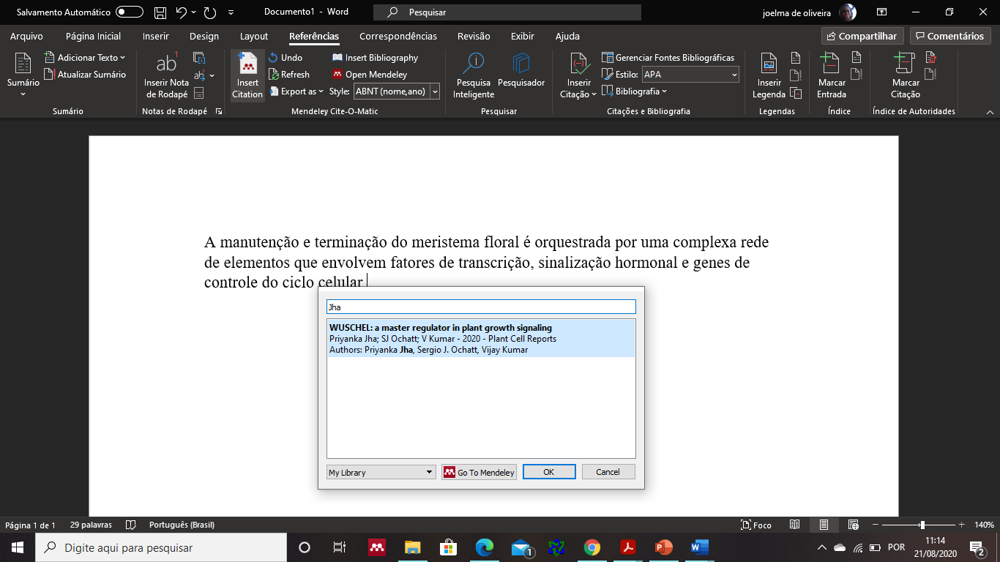 Salvamento Automático
Documento1 - Word
Pesquisar
joelma de oliveira
Arquivo Página Inicial Inserir Design Layout Referências Correspondências Revisão Exibir Ajuda
Compartilhar Comentários
Sumário
Adicionar Texto
Atualizar Sumário
Sumário
ab
Inserir Nota
de Rodapé
ab
Notas de Rodapé
Insert
Citation
Undo
Refresh
Export as
Insert Bibliography
Open Mendeley
Style: ABNT (nome,ano)
Mendeley Cite-O-Matic
Pesquisa
Inteligente
Pesquisador
Pesquisar
Inserir
Citação
Gerenciar Fontes Bibliográficas
Estilo: APA
Bibliografia
Citações e Bibliografia
Inserir
Legenda
Legendas
Marcar
Entrada
Índice
Marcar
Citação
Índice de Autoridades
A manutenção e terminação do meristema floral é orquestrada por uma complexa rede
de elementos que envolvem fatores de transcrição, sinalização hormonal e genes de
controle do ciclo celular
Jha
WUSCHEL: a master regulator in plant growth signaling
Priyanka Jha; SJ Ochatt; V Kumar - 2020 - Plant Cell Reports
Authors: Priyanka Jha, Sergio J. Ochatt, Vijay Kumar
My Library Go To Mendeley OK Cancel
Página 1 de 1 29 palavras Português (Brasil)
Foco
140%
Digite aqui para pesquisar
1
POR
11:14
21/08/2020
2